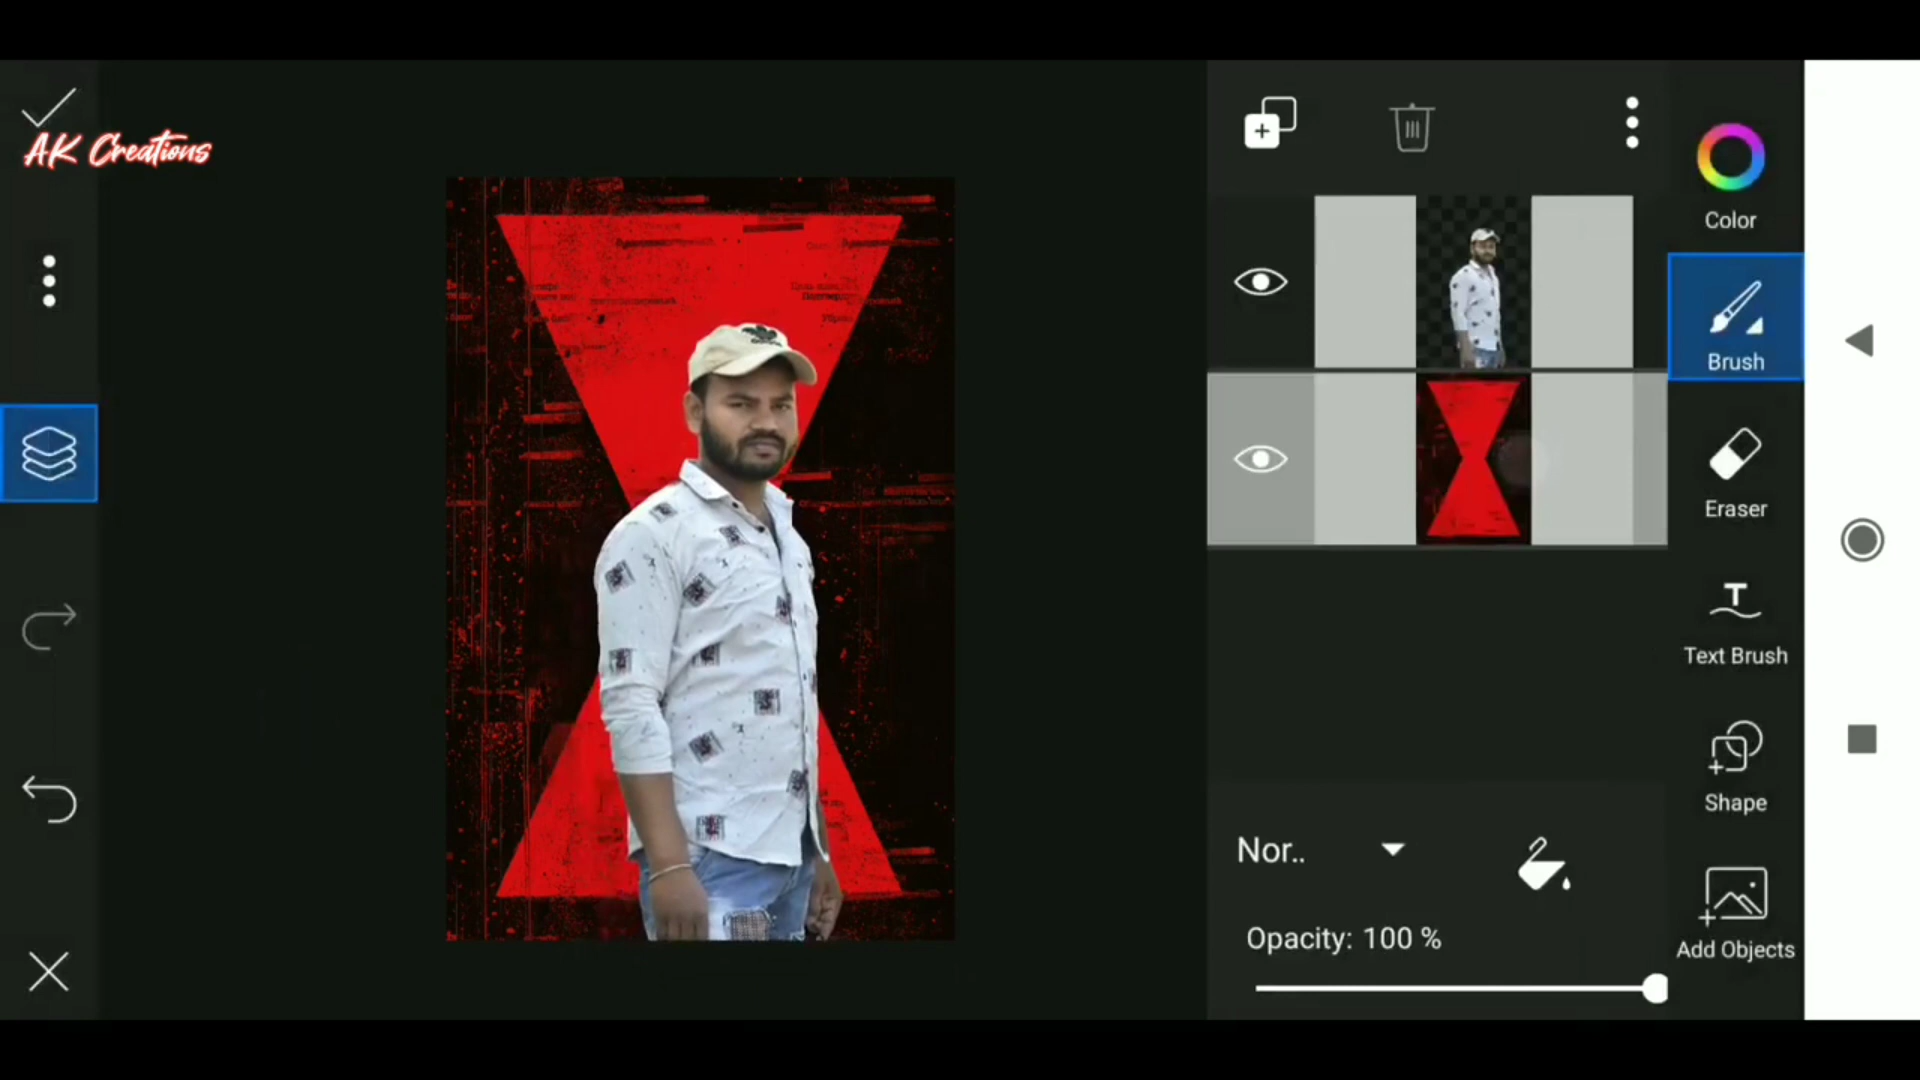 AK Creations
Color
Brush
Eraser
Text Brush
Shape
Add Objects
Nor..
Opacity: 100 %